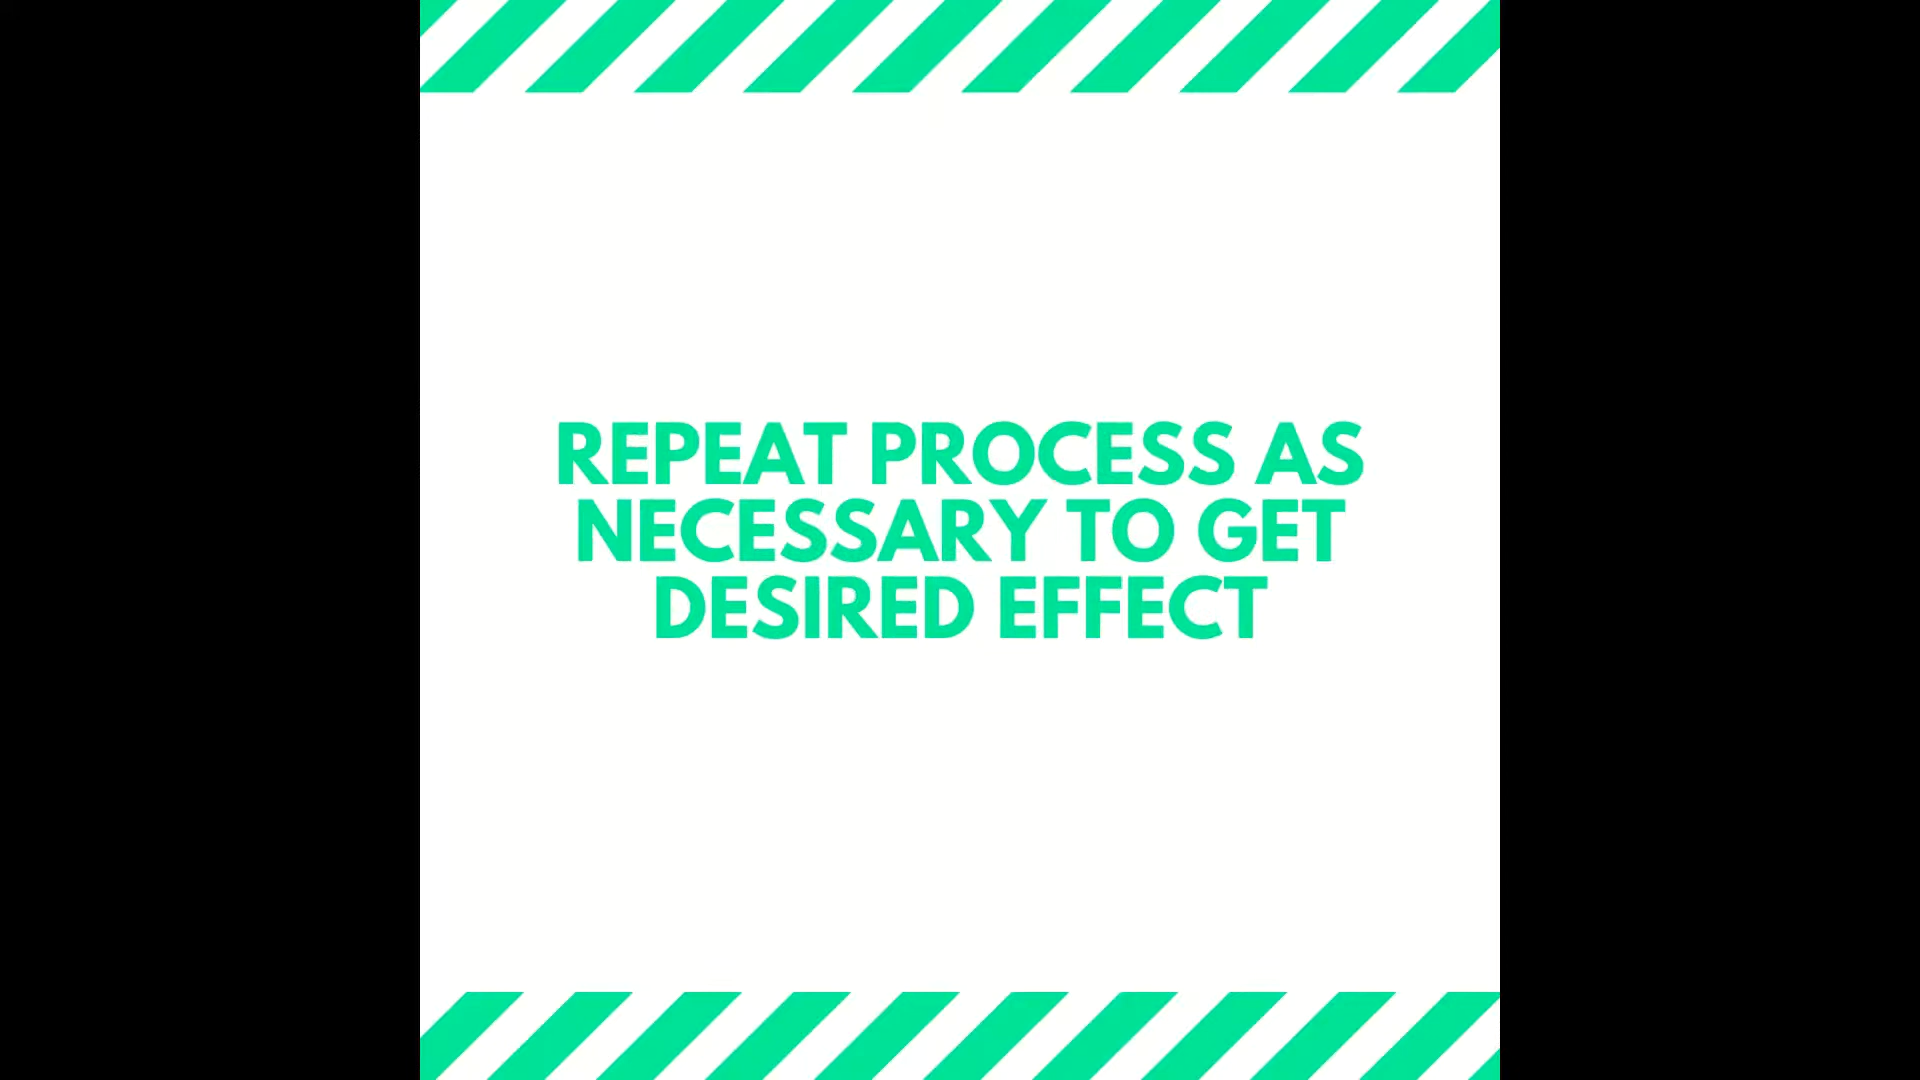 REPEAT PROCESS AS
NECESSARY TO GET
DESIRED EFFECT